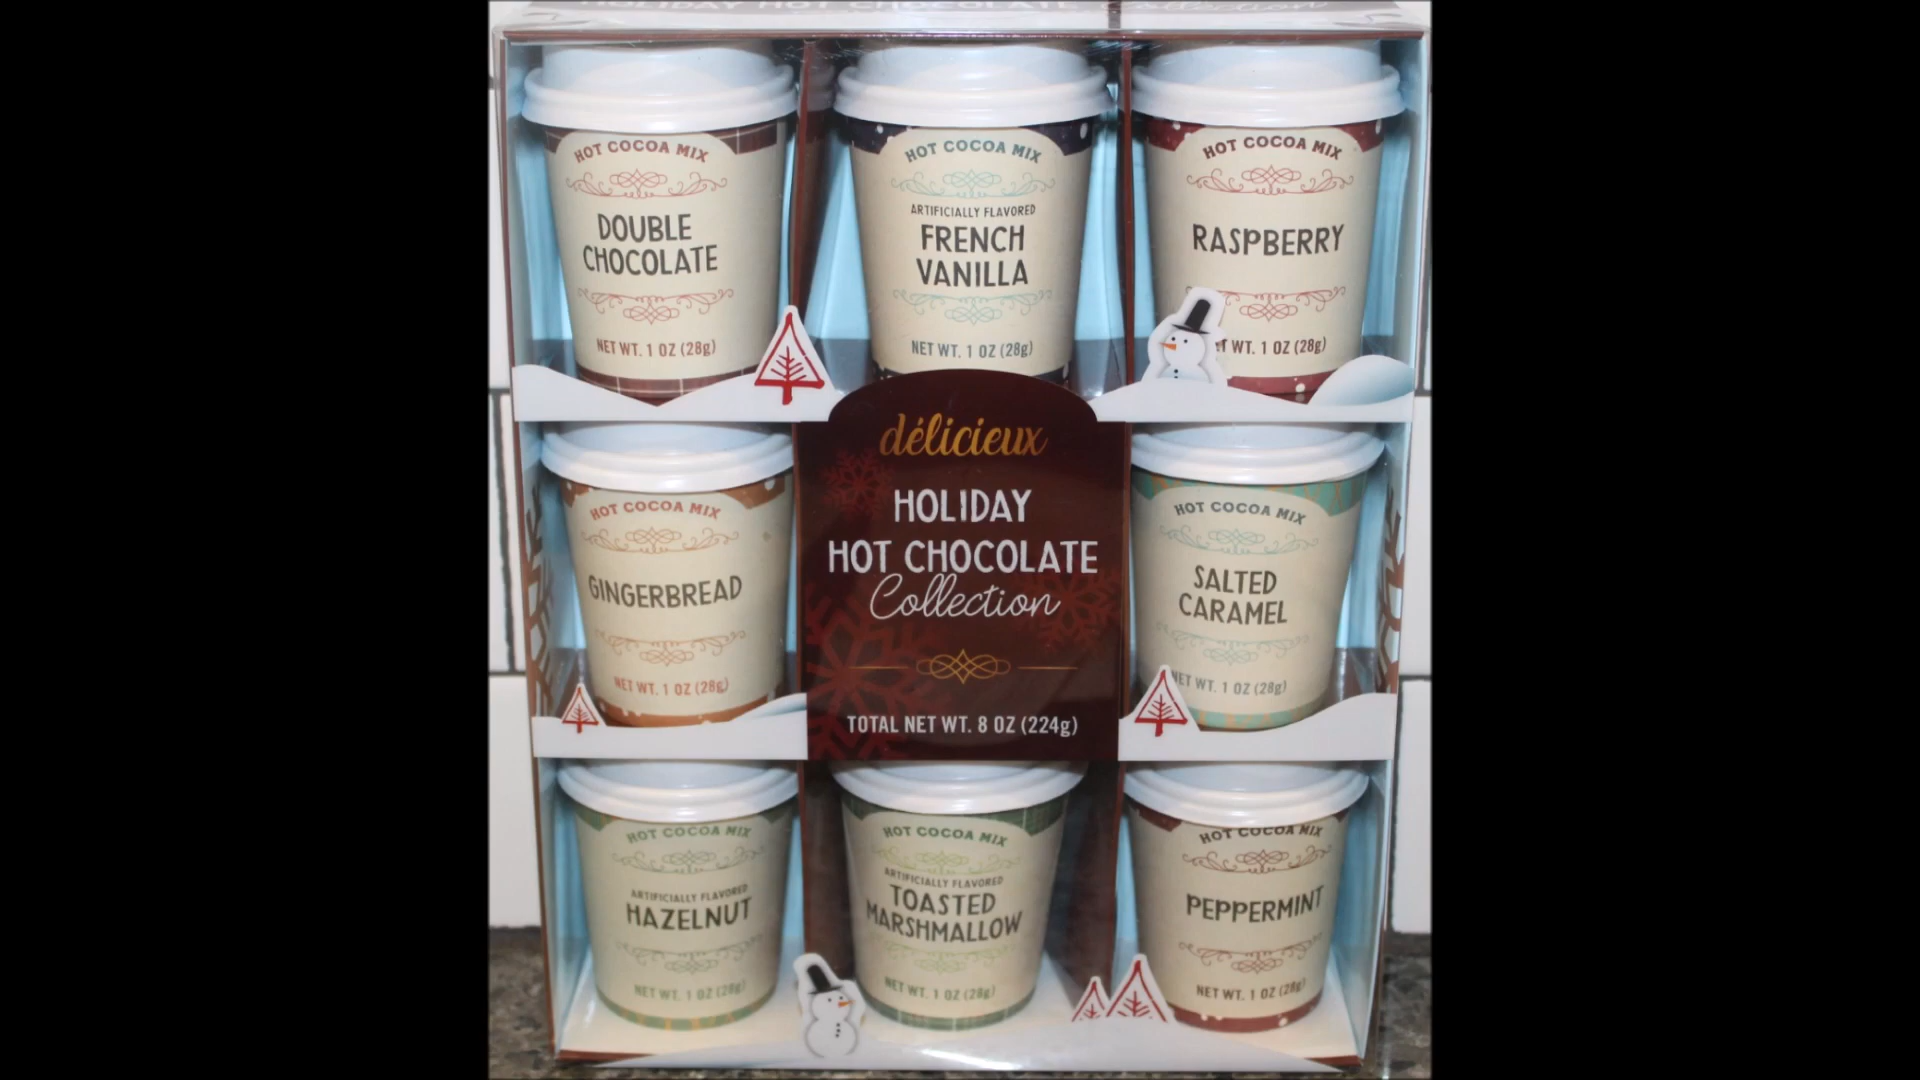 HOLIDAY HOT CHOCOLATE Collection
HOT COCOA MIX
DOUBLE
CHOCOLATE
NET WT. 1 OZ (28g)
HOT COCOA MIX
ARTIFICIALLY FLAVORED
FRENCH
VANILLA
NET WT. 1 OZ (28g)
HOT COCOA MIX
RASPBERRY
WT. 1 OZ (28g)
HOT COCOA MIX
GINGERBREAD
NET WT. 1 OZ (28g)
délicieux
HOLIDAY
HOT CHOCOLATE
Collection
TOTAL NET WT. 8 OZ (224g)
HOT COCOA MIX
SALTED
CARAMEL
NET WT. 1 OZ (28g)
HOT COCOA MIX
ARTIFICIALLY FLAVORED
HAZELNUT
NET WT. 1 OZ (28g)
HOT COCOA MIX
ARTIFICIALLY FLAVORED
TOASTED
MARSHMALLOW
NET WT. 1 OZ (28g)
HOT COCOA MIX
PEPPERMINT
NET WT. 1 OZ (28g)